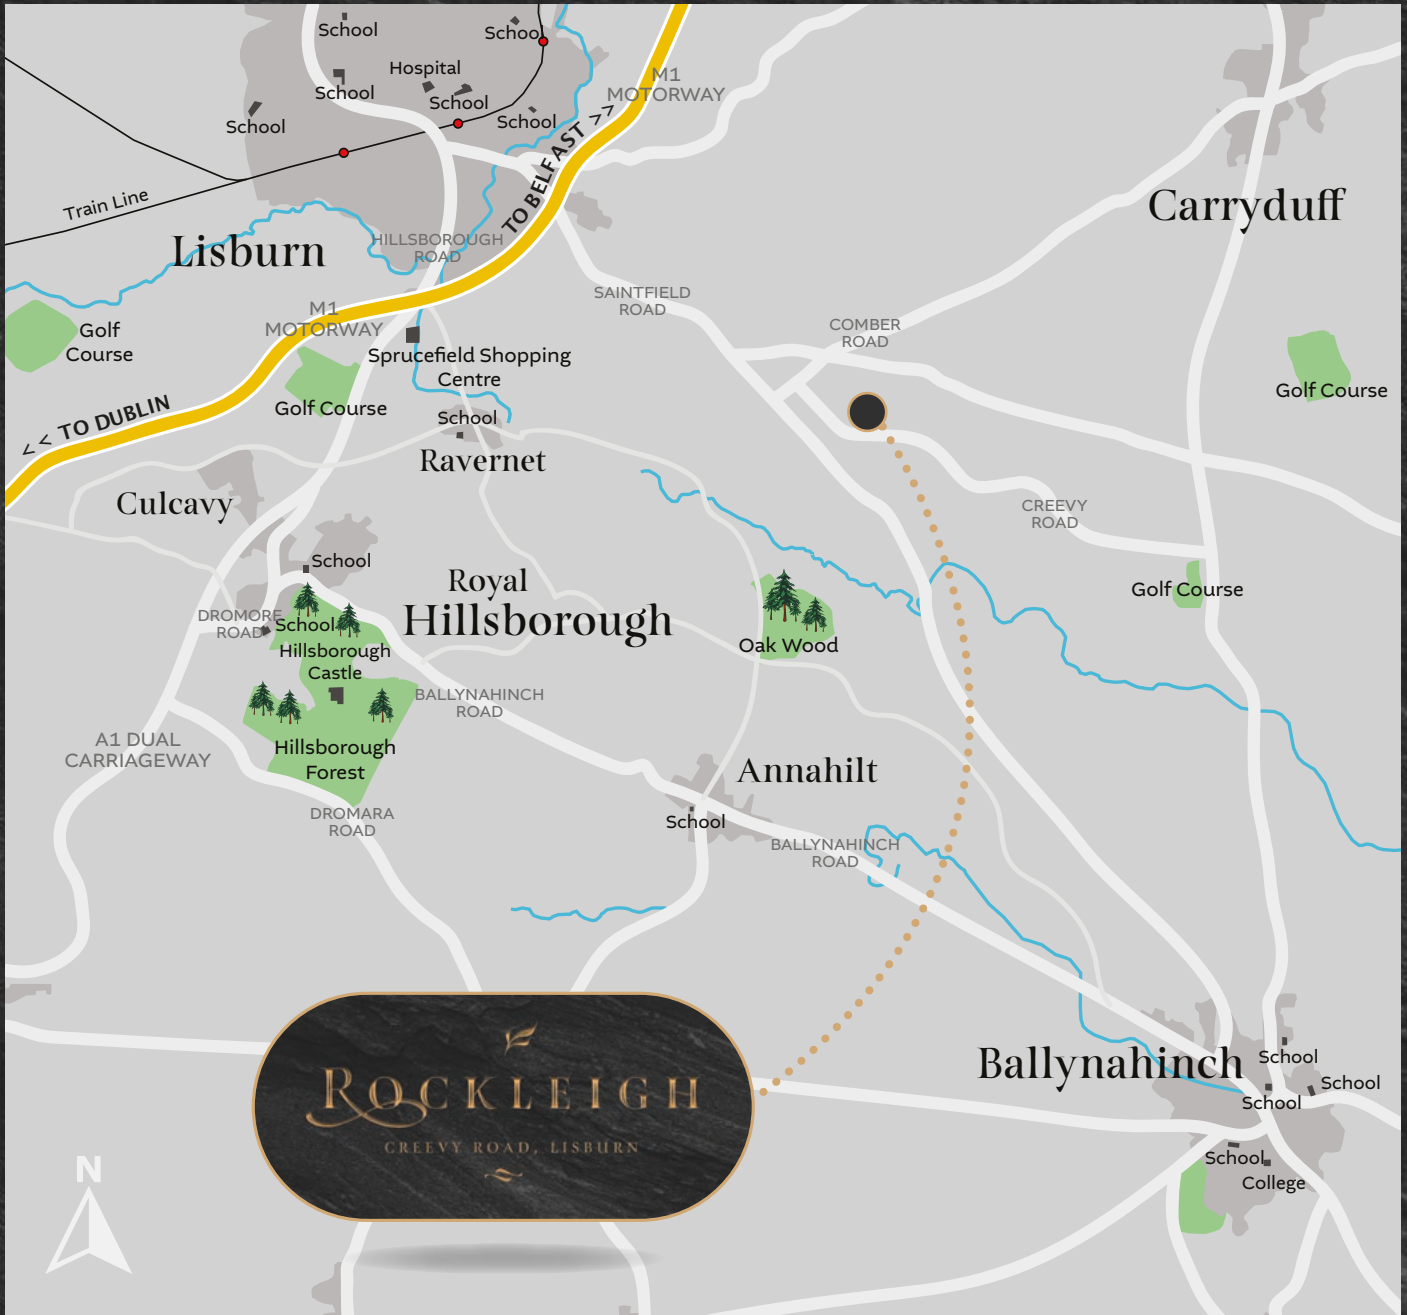 School
School
Hospital
School
School
School
School
M1
MOTORWAY
TO BELFAST >>
Train Line
Lisburn
HILLSBOROUGH
ROAD
Carryduff
SAINTFIELD
ROAD
M1
MOTORWAY
Golf
Course
COMBER
ROAD
Sprucefield Shopping
Centre
Golf Course
Golf Course
<< TO DUBLIN
School
Ravernet
Culcavy
CREEVY
ROAD
School
Royal
Hillsborough
Golf Course
DROMORE
ROAD
School
Hillsborough
Castle
Oak Wood
BALLYNAHINCH
ROAD
A1 DUAL
CARRIAGEWAY
Hillsborough
Forest
Annahilt
DROMARA
ROAD
School
BALLYNAHINCH
ROAD
Ballynahinch
School
School
School
School
College
ROCKLEIGH
CREEVY ROAD, LISBURN
N